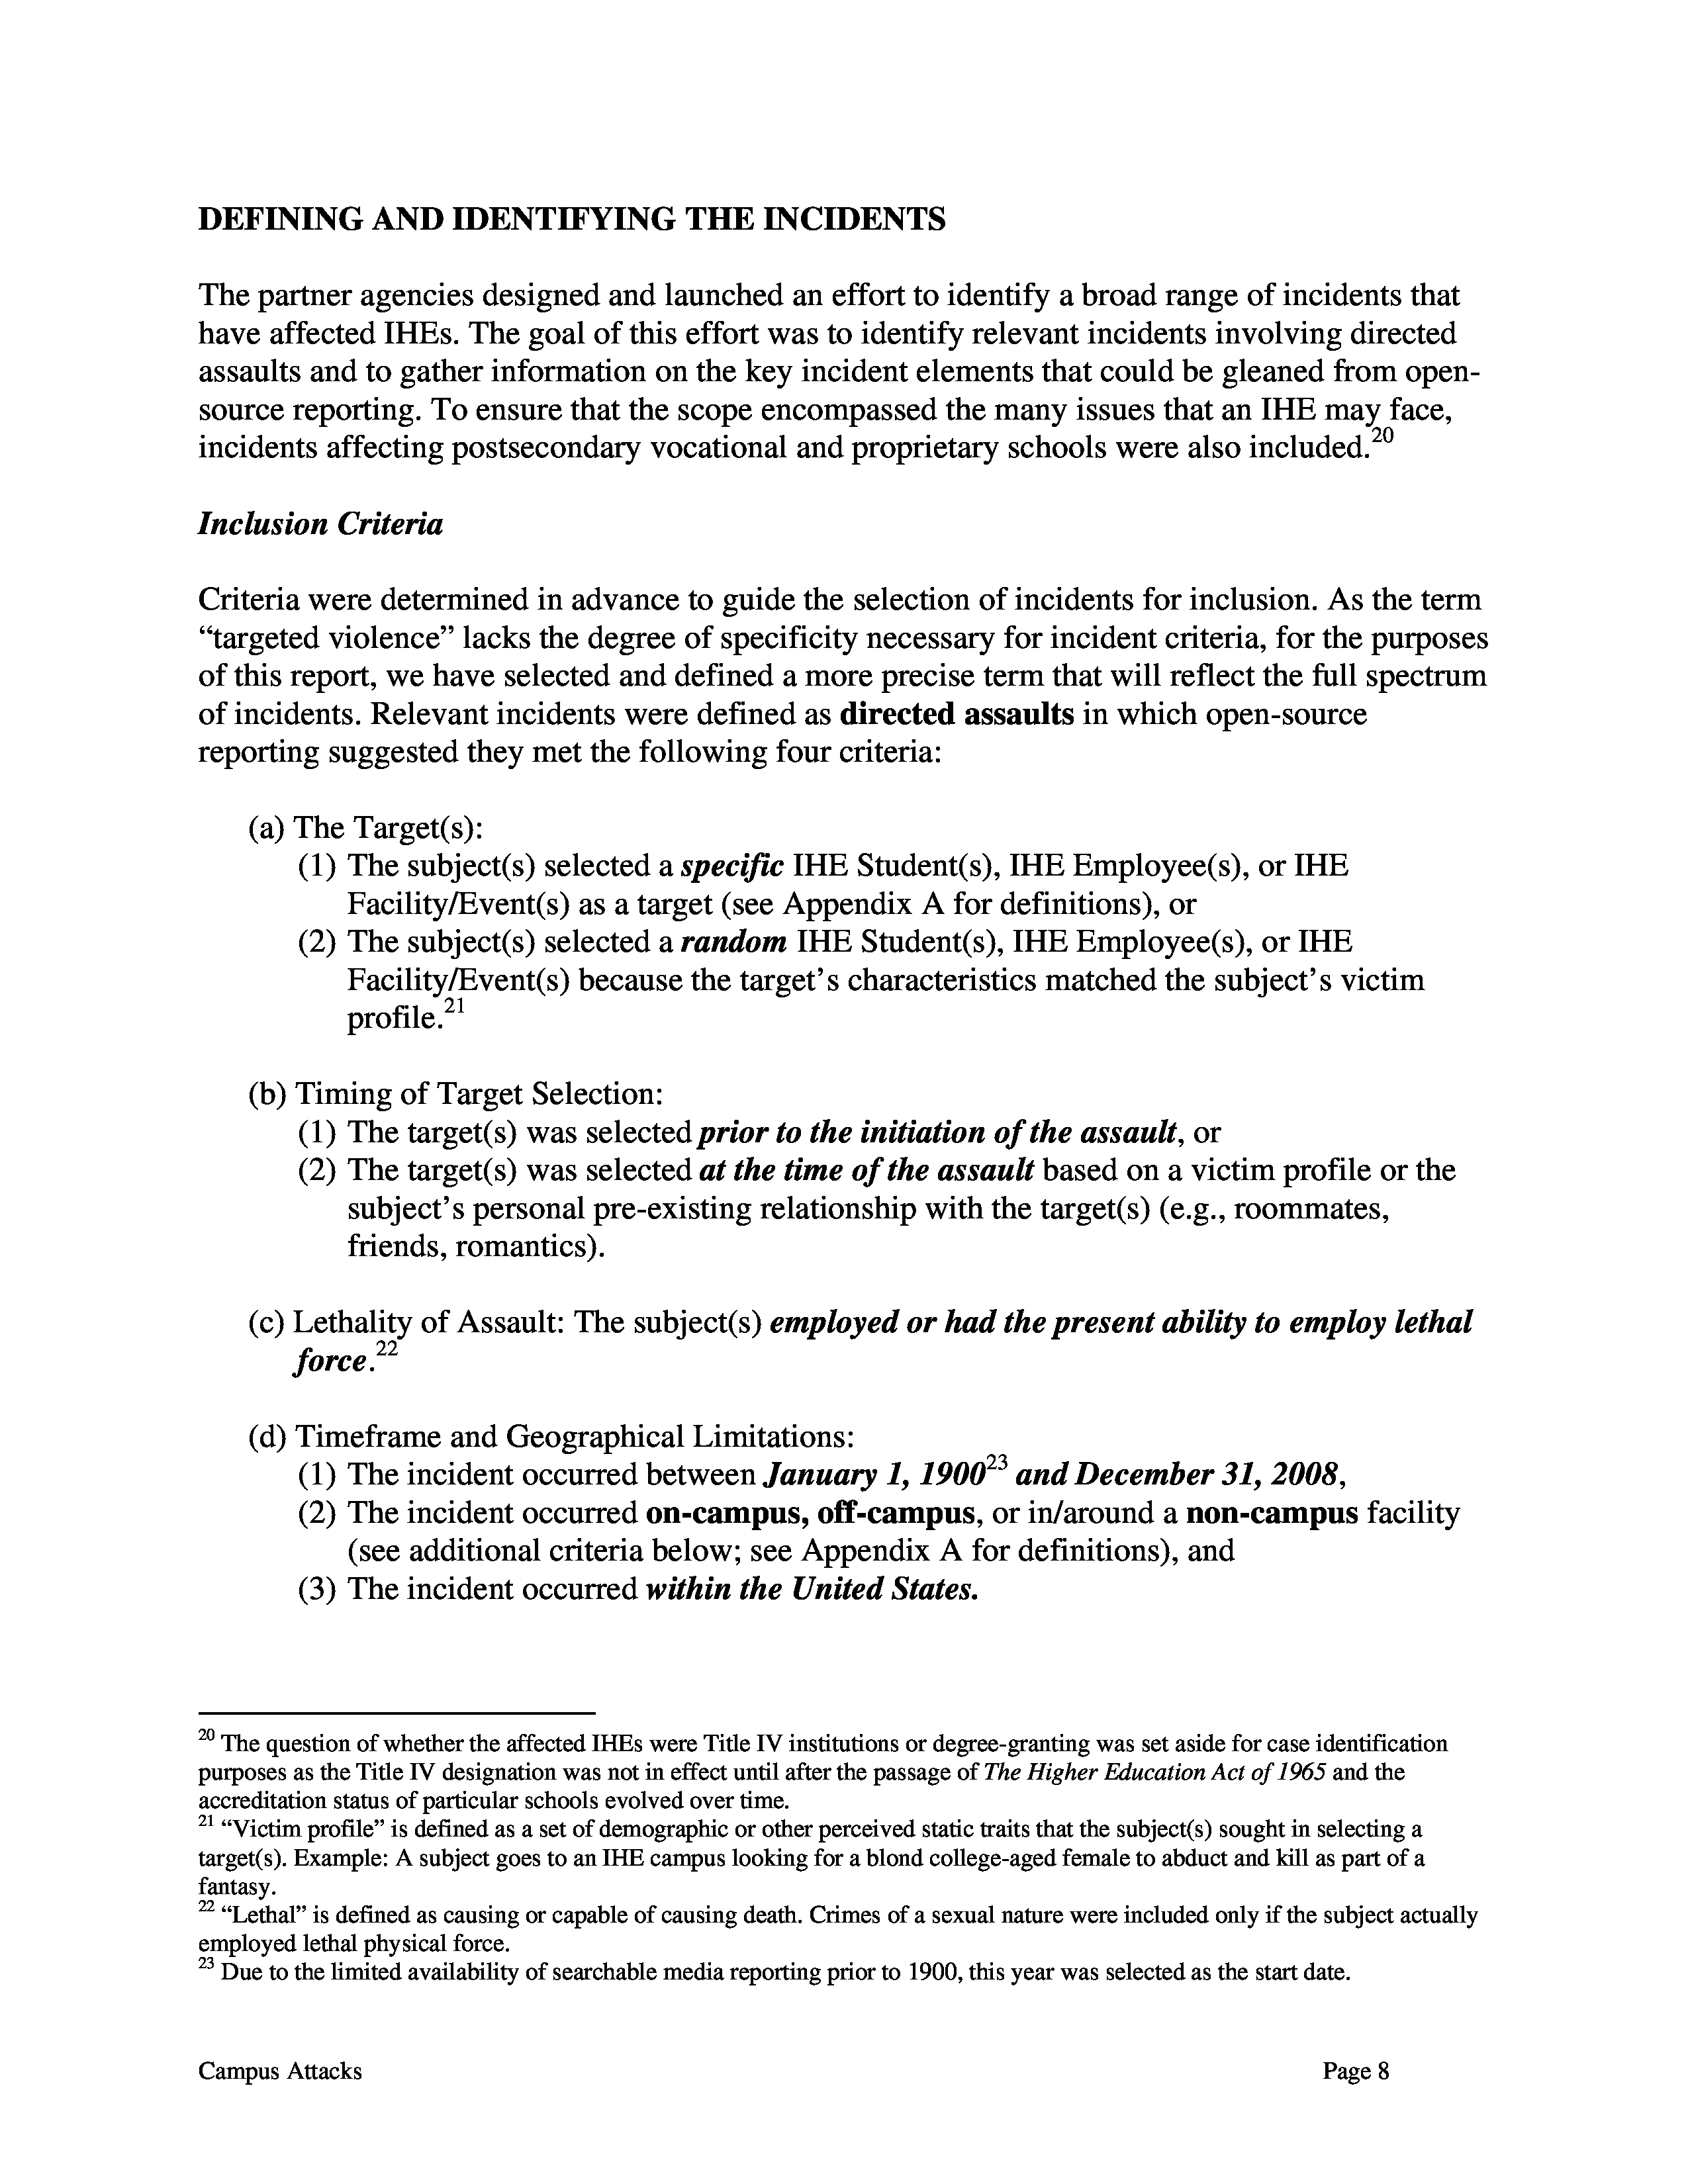 DEFINING AND IDENTIFYING THE INCIDENTS
The partner agencies designed and launched an effort to identify a broad range of incidents that
have affected IHEs. The goal of this effort was to identify relevant incidents involving directed
assaults and to gather information on the key incident elements that could be gleaned from open-
source reporting. To ensure that the scope encompassed the many issues that an IHE may face,
incidents affecting postsecondary vocational and proprietary schools were also included.20
Inclusion Criteria
Criteria were determined in advance to guide the selection of incidents for inclusion. As the term
“targeted violence” lacks the degree of specificity necessary for incident criteria, for the purposes
of this report, we have selected and defined a more precise term that will reflect the full spectrum
of incidents. Relevant incidents were defined as directed assaults in which open-source
reporting suggested they met the following four criteria:
(a) The Target(s):
(1) The subject(s) selected a specific IHE Student(s), IHE Employee(s), or IHE
Facility/Event(s) as a target (see Appendix A for definitions), or
(2) The subject(s) selected a random IHE Student(s), IHE Employee(s), or IHE
Facility/Event(s) because the target’s characteristics matched the subject’s victim
profile.21
(b) Timing of Target Selection:
(1) The target(s) was selected prior to the initiation of the assault, or
(2) The target(s) was selected at the time of the assault based on a victim profile or the
subject’s personal pre-existing relationship with the target(s) (e.g., roommates,
friends, romantics).
(c) Lethality of Assault: The subject(s) employed or had the present ability to employ lethal
force.22
(d) Timeframe and Geographical Limitations:
(1) The incident occurred between January 1, 190023 and December 31, 2008,
(2) The incident occurred on-campus, off-campus, or in/around a non-campus facility
(see additional criteria below; see Appendix A for definitions), and
(3) The incident occurred within the United States.
20 The question of whether the affected IHEs were Title IV institutions or degree-granting was set aside for case identification
purposes as the Title IV designation was not in effect until after the passage of The Higher Education Act of 1965 and the
accreditation status of particular schools evolved over time.
21 “Victim profile” is defined as a set of demographic or other perceived static traits that the subject(s) sought in selecting a
target(s). Example: A subject goes to an IHE campus looking for a blond college-aged female to abduct and kill as part of a
fantasy.
22 “Lethal” is defined as causing or capable of causing death. Crimes of a sexual nature were included only if the subject actually
employed lethal physical force.
23 Due to the limited availability of searchable media reporting prior to 1900, this year was selected as the start date.
Campus Attacks Page 8